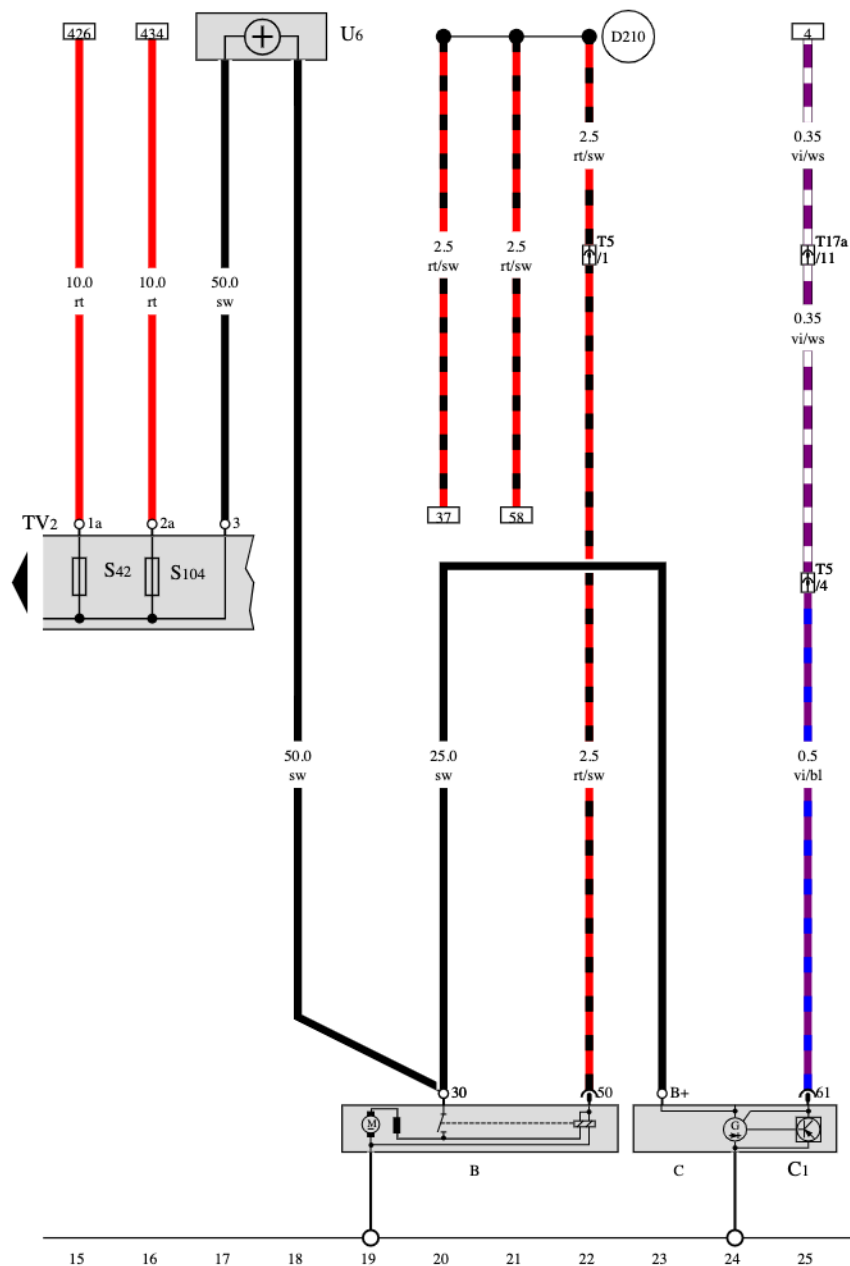 426
434
U6
D210
4
2.5
rt/sw
0.35
vi/ws
T5
/1
T17a
/11
2.5
rt/sw
2.5
rt/sw
10.0
rt
10.0
rt
50.0
sw
0.35
vi/ws
37
58
TV2
1a
2a
3
S42
S104
T5
/4
50.0
sw
25.0
sw
2.5
rt/sw
0.5
vi/bl
30
50
B+
61
M
G
B
C
C1
15 16 17 18 19 20 21 22 23 24 25